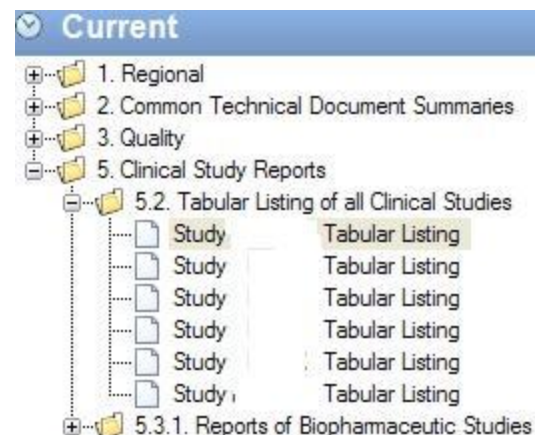 Current
1. Regional
2. Common Technical Document Summaries
3. Quality
5. Clinical Study Reports
5.2. Tabular Listing of all Clinical Studies
Study Tabular Listing
Study Tabular Listing
Study Tabular Listing
Study Tabular Listing
Study Tabular Listing
Study Tabular Listing
5.3.1. Reports of Biopharmaceutic Studies